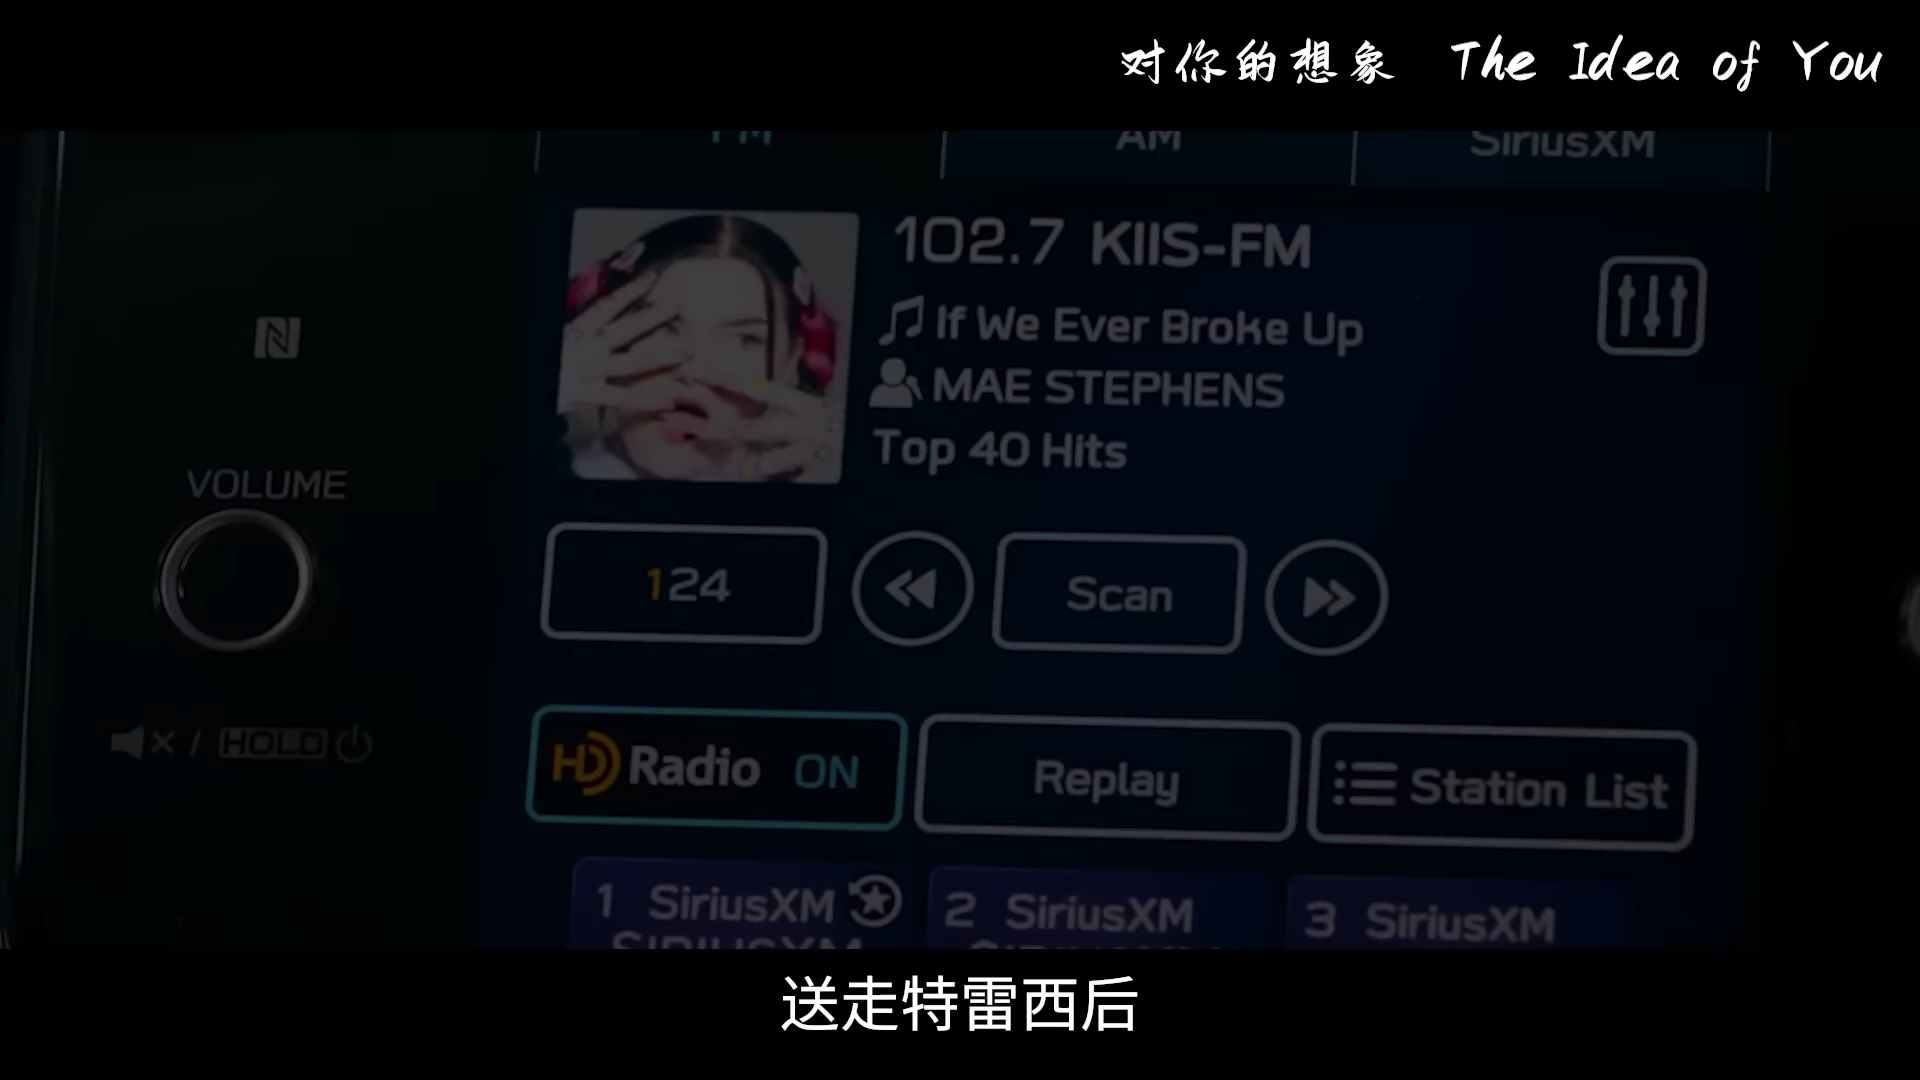 对你的想象 The Idea of You
FM AM SiriusXM
102.7 KIIS-FM
If We Ever Broke Up
MAE STEPHENS
Top 40 Hits
VOLUME
124 Scan
HOLD
HD Radio ON Replay Station List
1 SiriusXM 2 SiriusXM 3 SiriusXM
SIRIUSXM
送走特雷西后